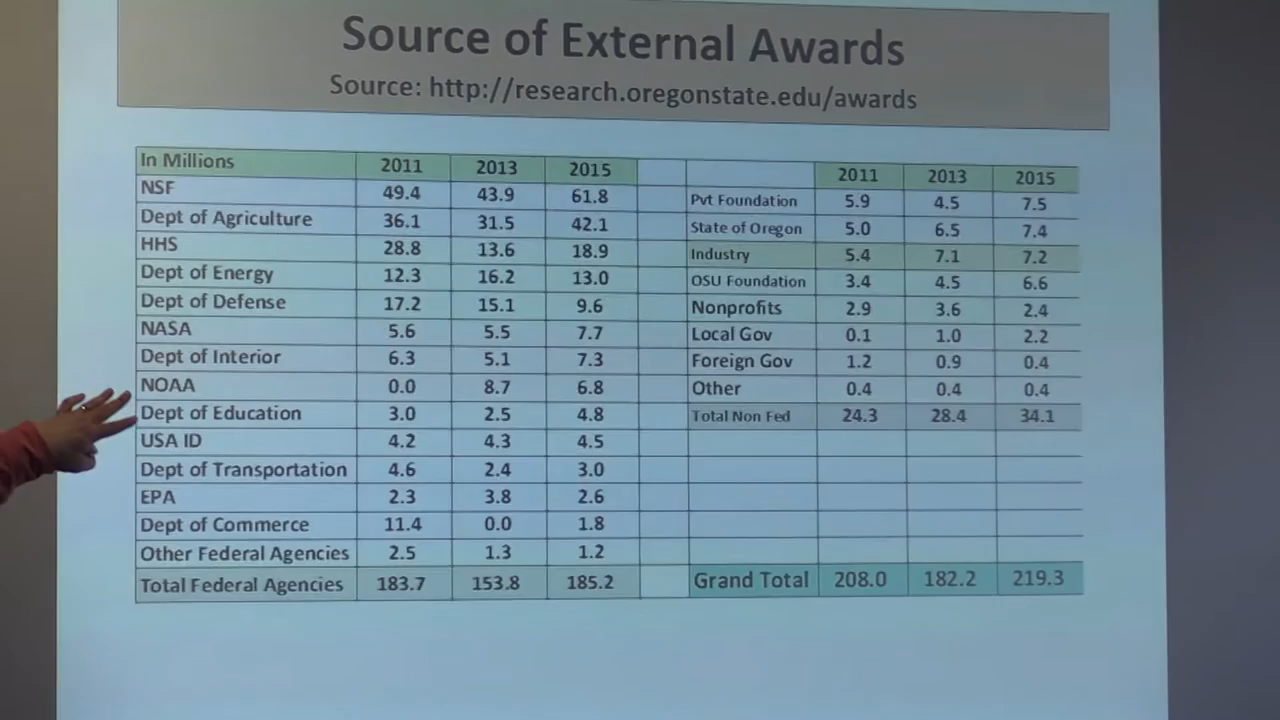 Source of External Awards
Source: http://research.oregonstate.edu/awards
In Millions 2011 2013 2015
NSF 49.4 43.9 61.8
Dept of Agriculture 36.1 31.5 42.1
HHS 28.8 13.6 18.9
Dept of Energy 12.3 16.2 13.0
Dept of Defense 17.2 15.1 9.6
NASA 5.6 5.5 7.7
Dept of Interior 6.3 5.1 7.3
NOAA 0.0 8.7 6.8
Dept of Education 3.0 2.5 4.8
USA ID 4.2 4.3 4.5
Dept of Transportation 4.6 2.4 3.0
EPA 2.3 3.8 2.6
Dept of Commerce 11.4 0.0 1.8
Other Federal Agencies 2.5 1.3 1.2
Total Federal Agencies 183.7 153.8 185.2
2011 2013 2015
Pvt Foundation 5.9 4.5 7.5
State of Oregon 5.0 6.5 7.4
Industry 5.4 7.1 7.2
OSU Foundation 3.4 4.5 6.6
Nonprofits 2.9 3.6 2.4
Local Gov 0.1 1.0 2.2
Foreign Gov 1.2 0.9 0.4
Other 0.4 0.4 0.4
Total Non Fed 24.3 28.4 34.1
Grand Total 208.0 182.2 219.3